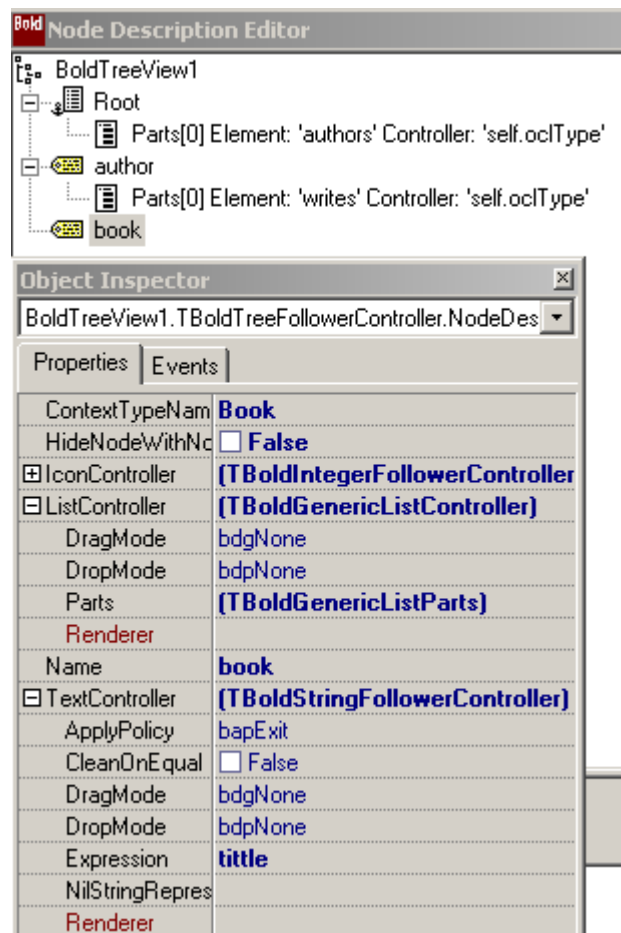 Bold Node Description Editor
BoldTreeView1
Root
Parts[0] Element: 'authors' Controller: 'self.oclType'
author
Parts[0] Element: 'writes' Controller: 'self.oclType'
book
Object Inspector
BoldTreeView1.TBoldTreeFollowerController.NodeDes
Properties Events
ContextTypeNam Book
HideNodeWithNo False
IconController (TBoldIntegerFollowerController
ListController (TBoldGenericListController)
DragMode bdgNone
DropMode bdpNone
Parts (TBoldGenericListParts)
Renderer
Name book
TextController (TBoldStringFollowerController)
ApplyPolicy bapExit
CleanOnEqual False
DragMode bdgNone
DropMode bdpNone
Expression tittle
NilStringRepres
Renderer